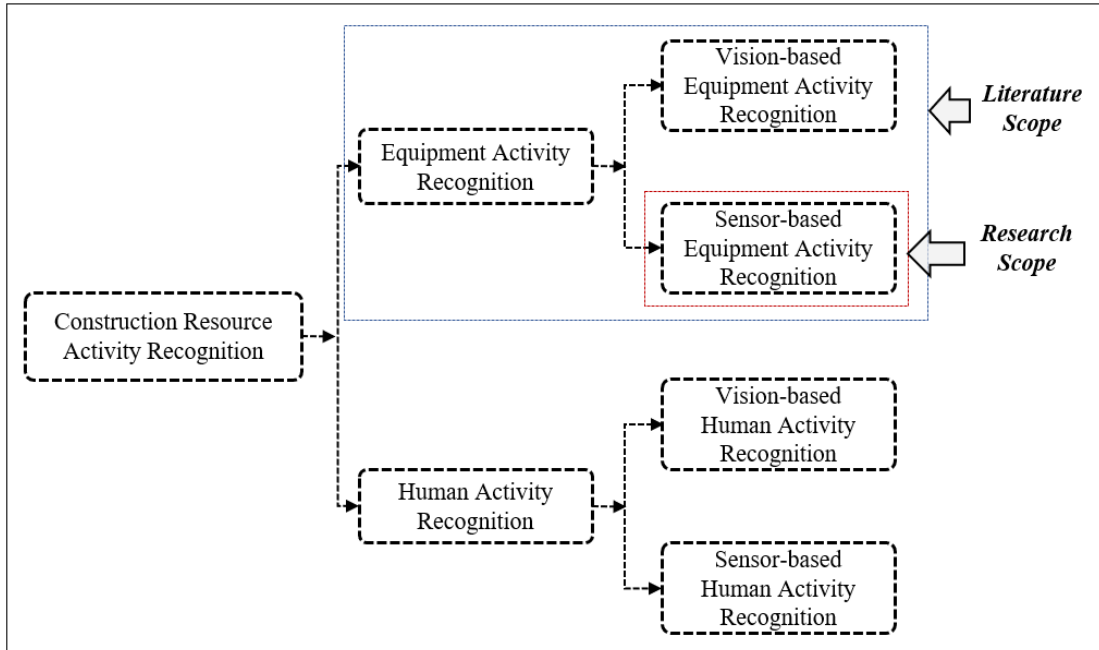 Vision-based
Equipment Activity
Recognition
Literature
Scope
Equipment Activity
Recognition
Sensor-based
Equipment Activity
Recognition
Research
Scope
Construction Resource
Activity Recognition
Vision-based
Human Activity
Recognition
Human Activity
Recognition
Sensor-based
Human Activity
Recognition